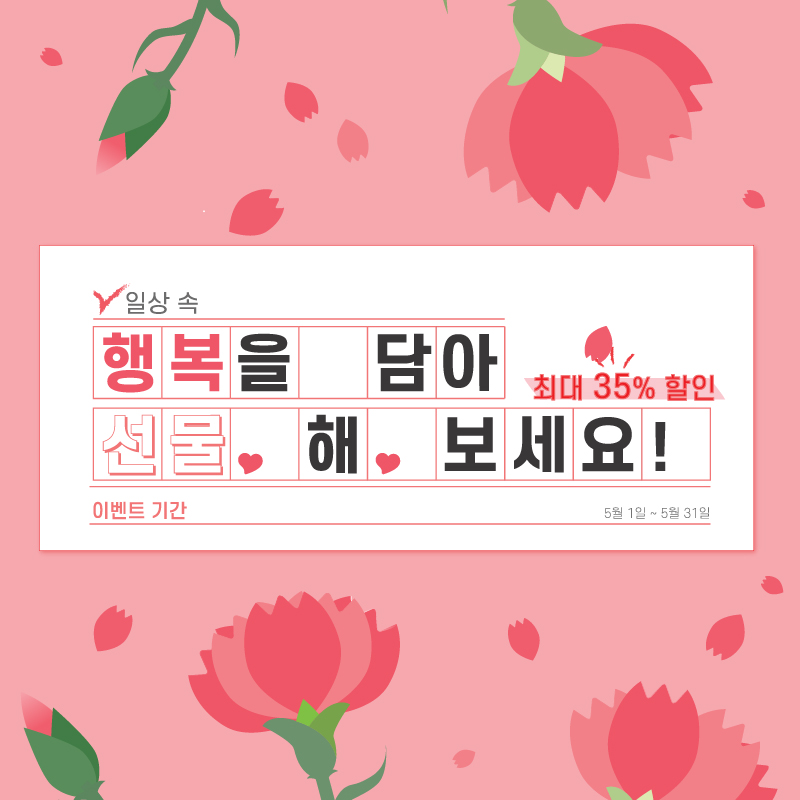 일상 속
행복을 담아
최대 35% 할인
선물 해 보세요!
이벤트 기간
5월 1일 ~ 5월 31일